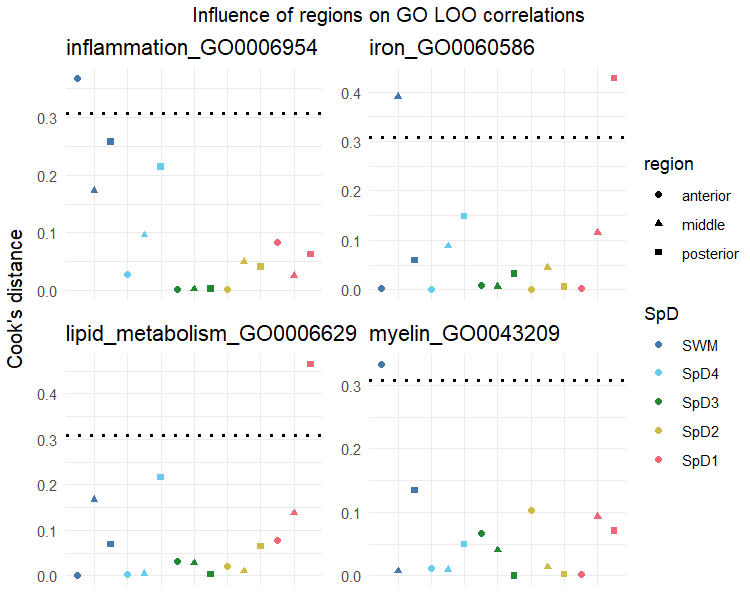 Influence of regions on GO LOO correlations
inflammation_GO0006954
iron_GO0060586
0.3
0.2
0.1
0.0
0.4
0.3
0.2
0.1
0.0
Cook's distance
lipid_metabolism_GO0006629
myelin_GO0043209
0.4
0.3
0.2
0.1
0.0
0.3
0.2
0.1
0.0
region
anterior
middle
posterior
SpD
SWM
SpD4
SpD3
SpD2
SpD1